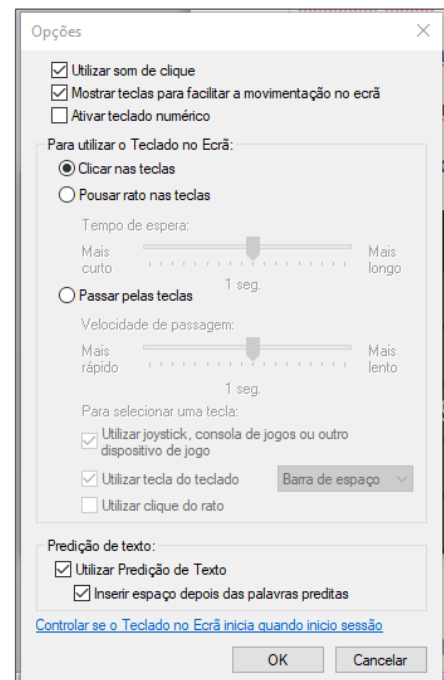 Opções
Utilizar som de clique
Mostrar teclas para facilitar a movimentação no ecrã
Ativar teclado numérico
Para utilizar o Teclado no Ecrã:
Clicar nas teclas
Pousar rato nas teclas
Tempo de espera:
Mais curto
Mais longo
1 seg.
Passar pelas teclas
Velocidade de passagem:
Mais rápido
Mais lento
1 seg.
Para selecionar uma tecla:
Utilizar joystick, consola de jogos ou outro
dispositivo de jogo
Utilizar tecla do teclado
Barra de espaço
Utilizar clique do rato
Predição de texto:
Utilizar Predição de Texto
Inserir espaço depois das palavras preditas
Controlar se o Teclado no Ecrã inicia quando inicio sessão
OK
Cancelar